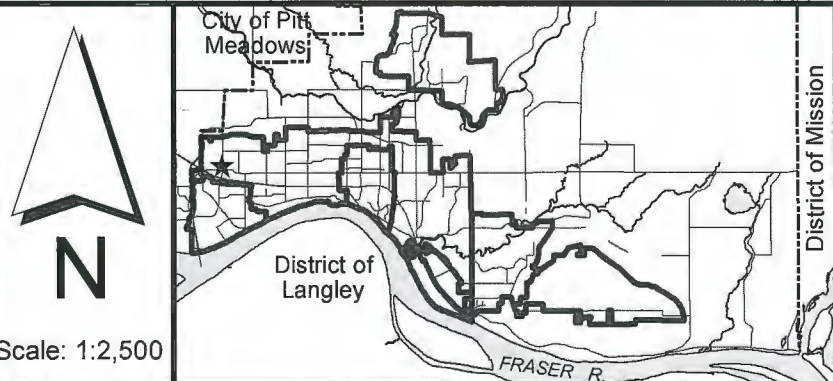 N
Scale: 1:2,500
City of Pitt
Meadows
District of
Langley
FRASER R.
District of Mission